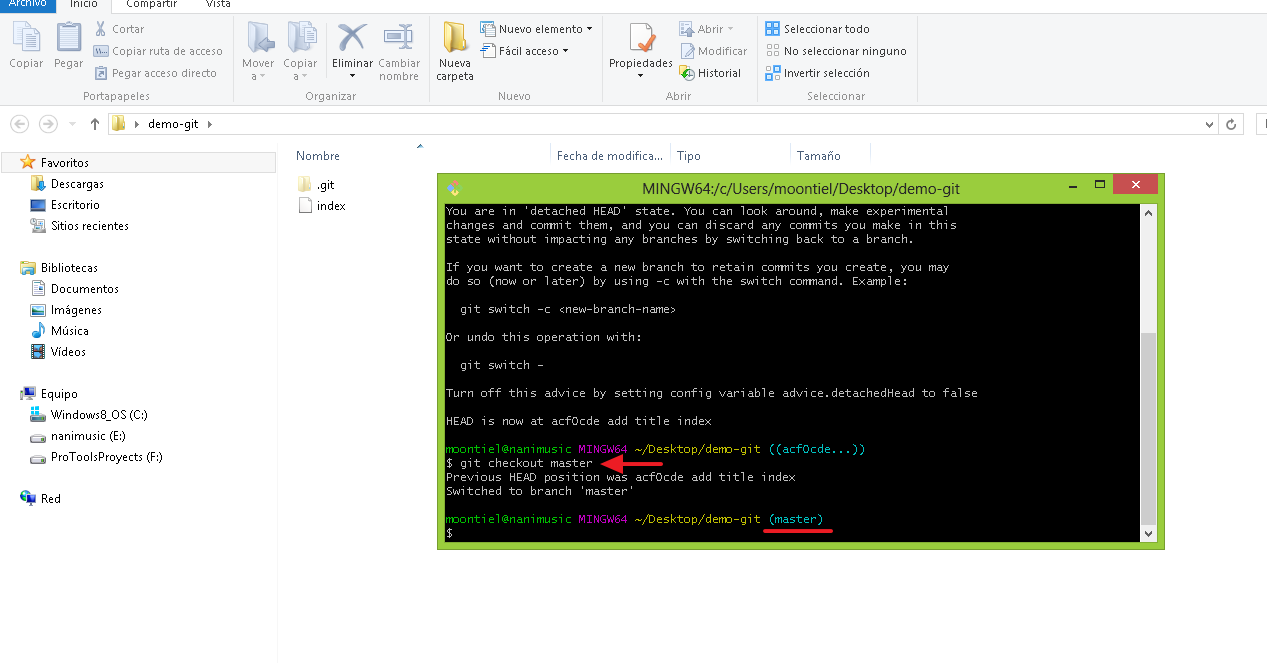 Archivo Inicio Compartir Vista
Copiar
Pegar
Cortar
Copiar ruta de acceso
Pegar acceso directo
Portapapeles
Mover a
Copiar a
Eliminar
Cambiar nombre
Organizar
Nueva carpeta
Nuevo elemento
Fácil acceso
Nuevo
Propiedades
Abrir
Modificar
Historial
Abrir
Seleccionar todo
No seleccionar ninguno
Invertir selección
Seleccionar
demo-git
Favoritos
Descargas
Escritorio
Sitios recientes
Bibliotecas
Documentos
Imágenes
Música
Vídeos
Equipo
Windows8_OS (C:)
nanimusic (E:)
ProToolsProyects (F:)
Red
Nombre Fecha de modifica... Tipo Tamaño
.git
index
MINGW64:/c/Users/moontiel/Desktop/demo-git
You are in 'detached HEAD' state. You can look around, make experimental
changes and commit them, and you can discard any commits you make in this
state without impacting any branches by switching back to a branch.
If you want to create a new branch to retain commits you create, you may
do so (now or later) by using -c with the switch command. Example:
git switch -c <new-branch-name>
Or undo this operation with:
git switch -
Turn off this advice by setting config variable advice.detachedHead to false
HEAD is now at acf0cde add title index
moontiel@nanimusic MINGW64 ~/Desktop/demo-git ((acf0cde...))
$ git checkout master
Previous HEAD position was acf0cde add title index
Switched to branch 'master'
moontiel@nanimusic MINGW64 ~/Desktop/demo-git (master)
$